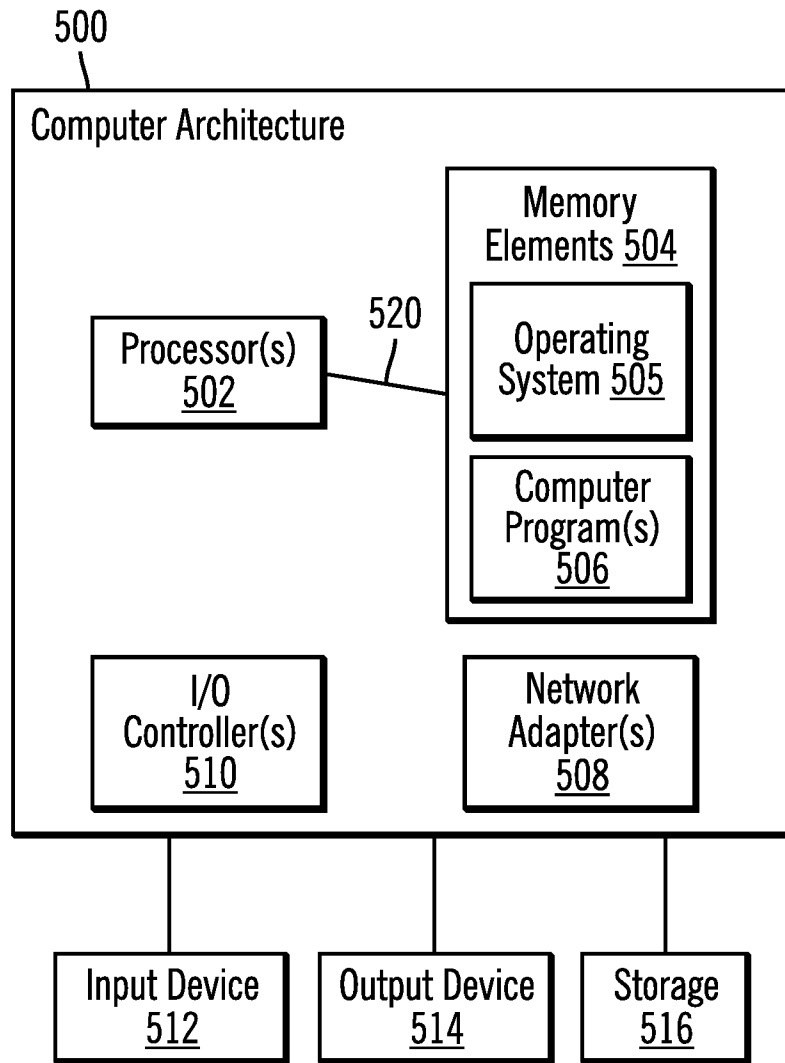 500
Computer Architecture
Memory
Elements 504
Operating
System 505
520
Processor(s)
502
Computer
Program(s)
506
I/O
Controller(s)
510
Network
Adapter(s)
508
Input Device
512
Output Device
514
Storage
516